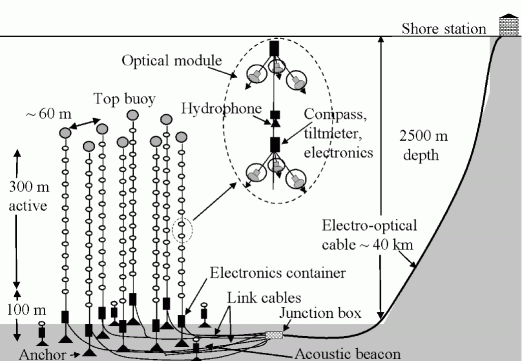 Shore station
Optical module
Top buoy
~ 60 m
Hydrophone
Compass,
tiltmeter,
electronics
2500 m
depth
300 m
active
Electro-optical
cable ~ 40 km
Electronics container
Link cables
100 m
Junction box
Anchor
Acoustic beacon